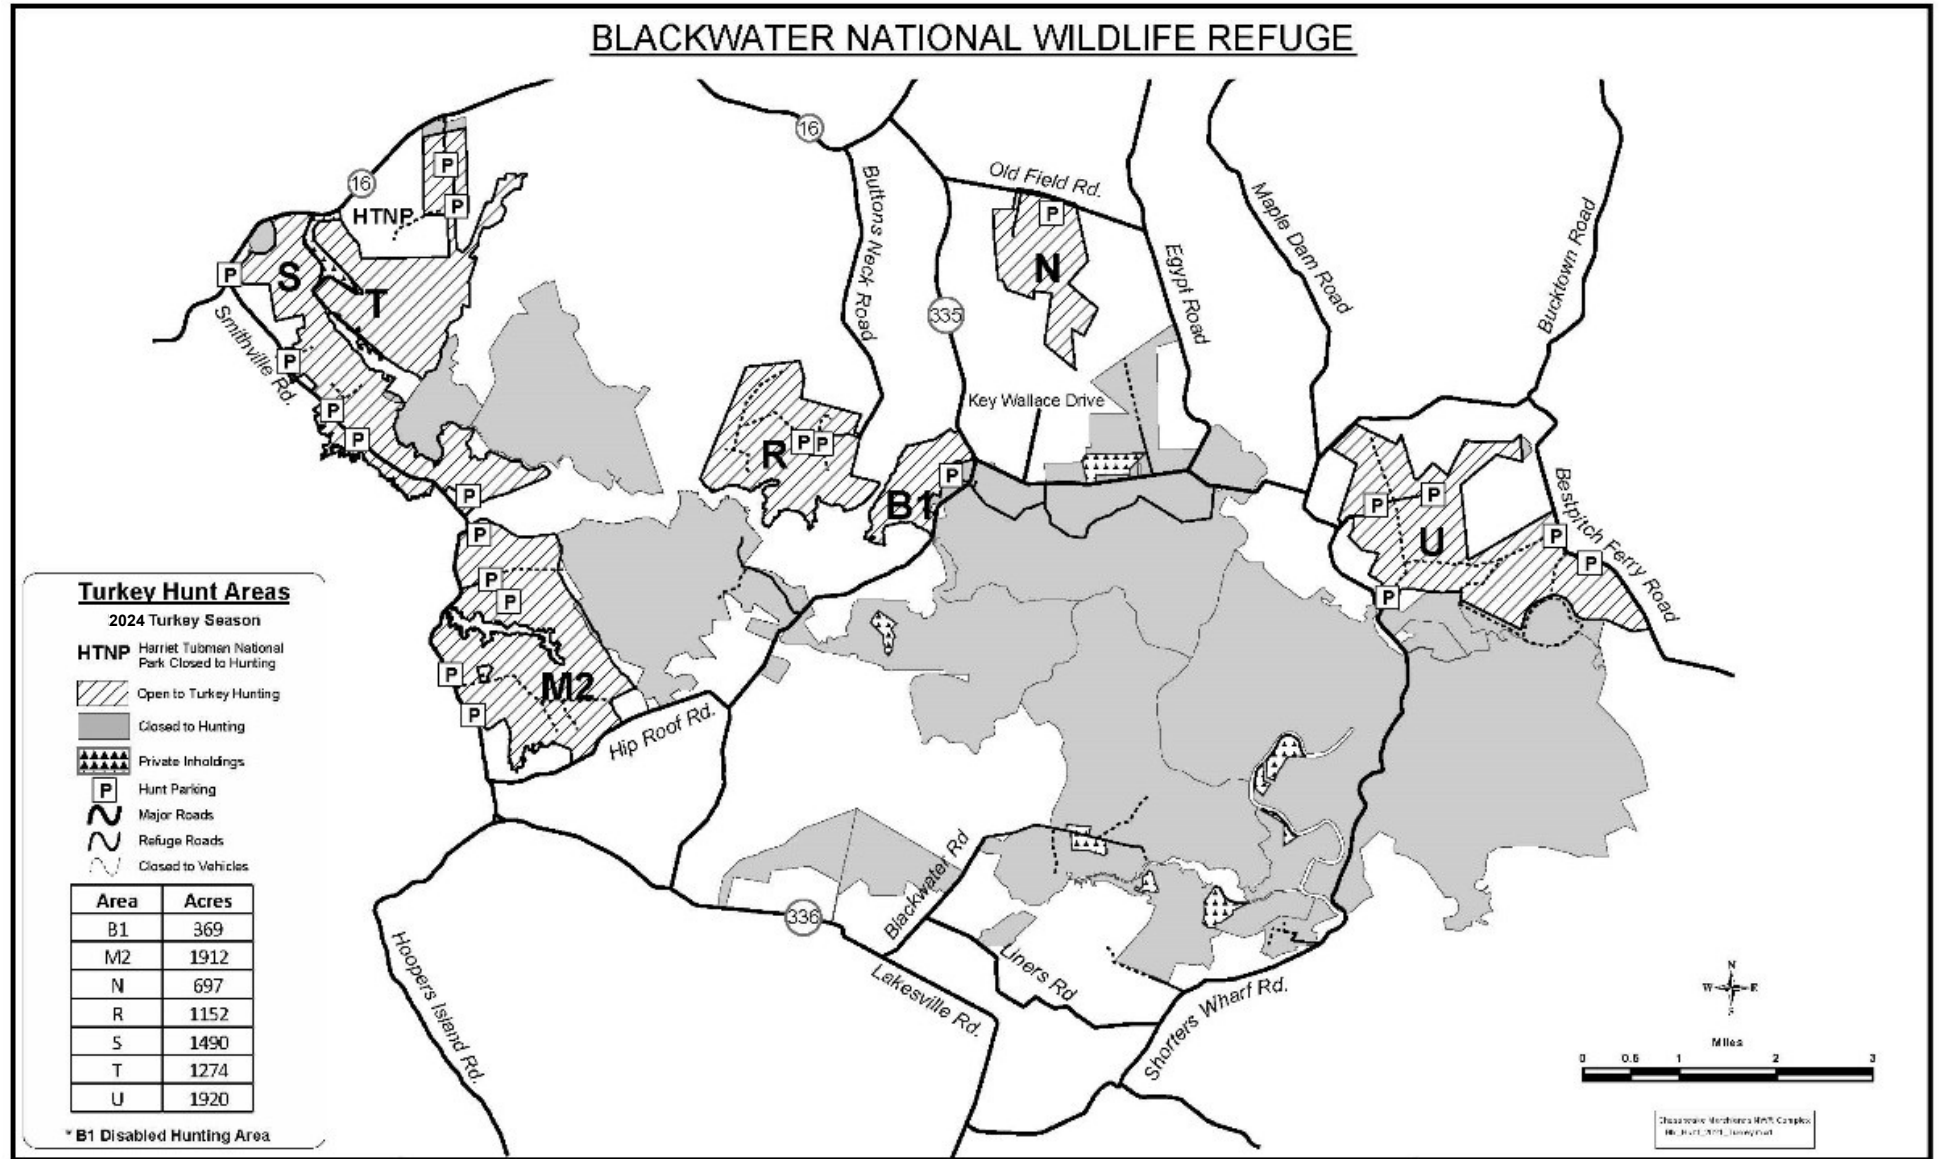 BLACKWATER NATIONAL WILDLIFE REFUGE
16
16
HTNP
P
P
S
T
P
Smithville Rd.
P
P
P
P
Buttons Neck Road
335
Old Field Rd.
P
N
Egypt Road
Maple Dam Road
Bucktown Road
Key Wallace Drive
R
P
P
B1
P
P
P
U
P
P
P
Bestpitch Ferry Road
P
P
P
P
P
M2
Hip Roof Rd.
336
Blackwater Rd
Liners Rd
Lakesville Rd.
Shorters Wharf Rd.
Hoopers Island Rd.
Turkey Hunt Areas
2024 Turkey Season
HTNP Harriet Tubman National
Park Closed to Hunting
Open to Turkey Hunting
Closed to Hunting
Private Inholdings
P Hunt Parking
Major Roads
Refuge Roads
Closed to Vehicles
Area Acres
B1 369
M2 1912
N 697
R 1152
S 1490
T 1274
U 1920
* B1 Disabled Hunting Area
N
W E
S
Miles
0 0.5 1 2 3
Chesapeake Marshlands NWR Complex